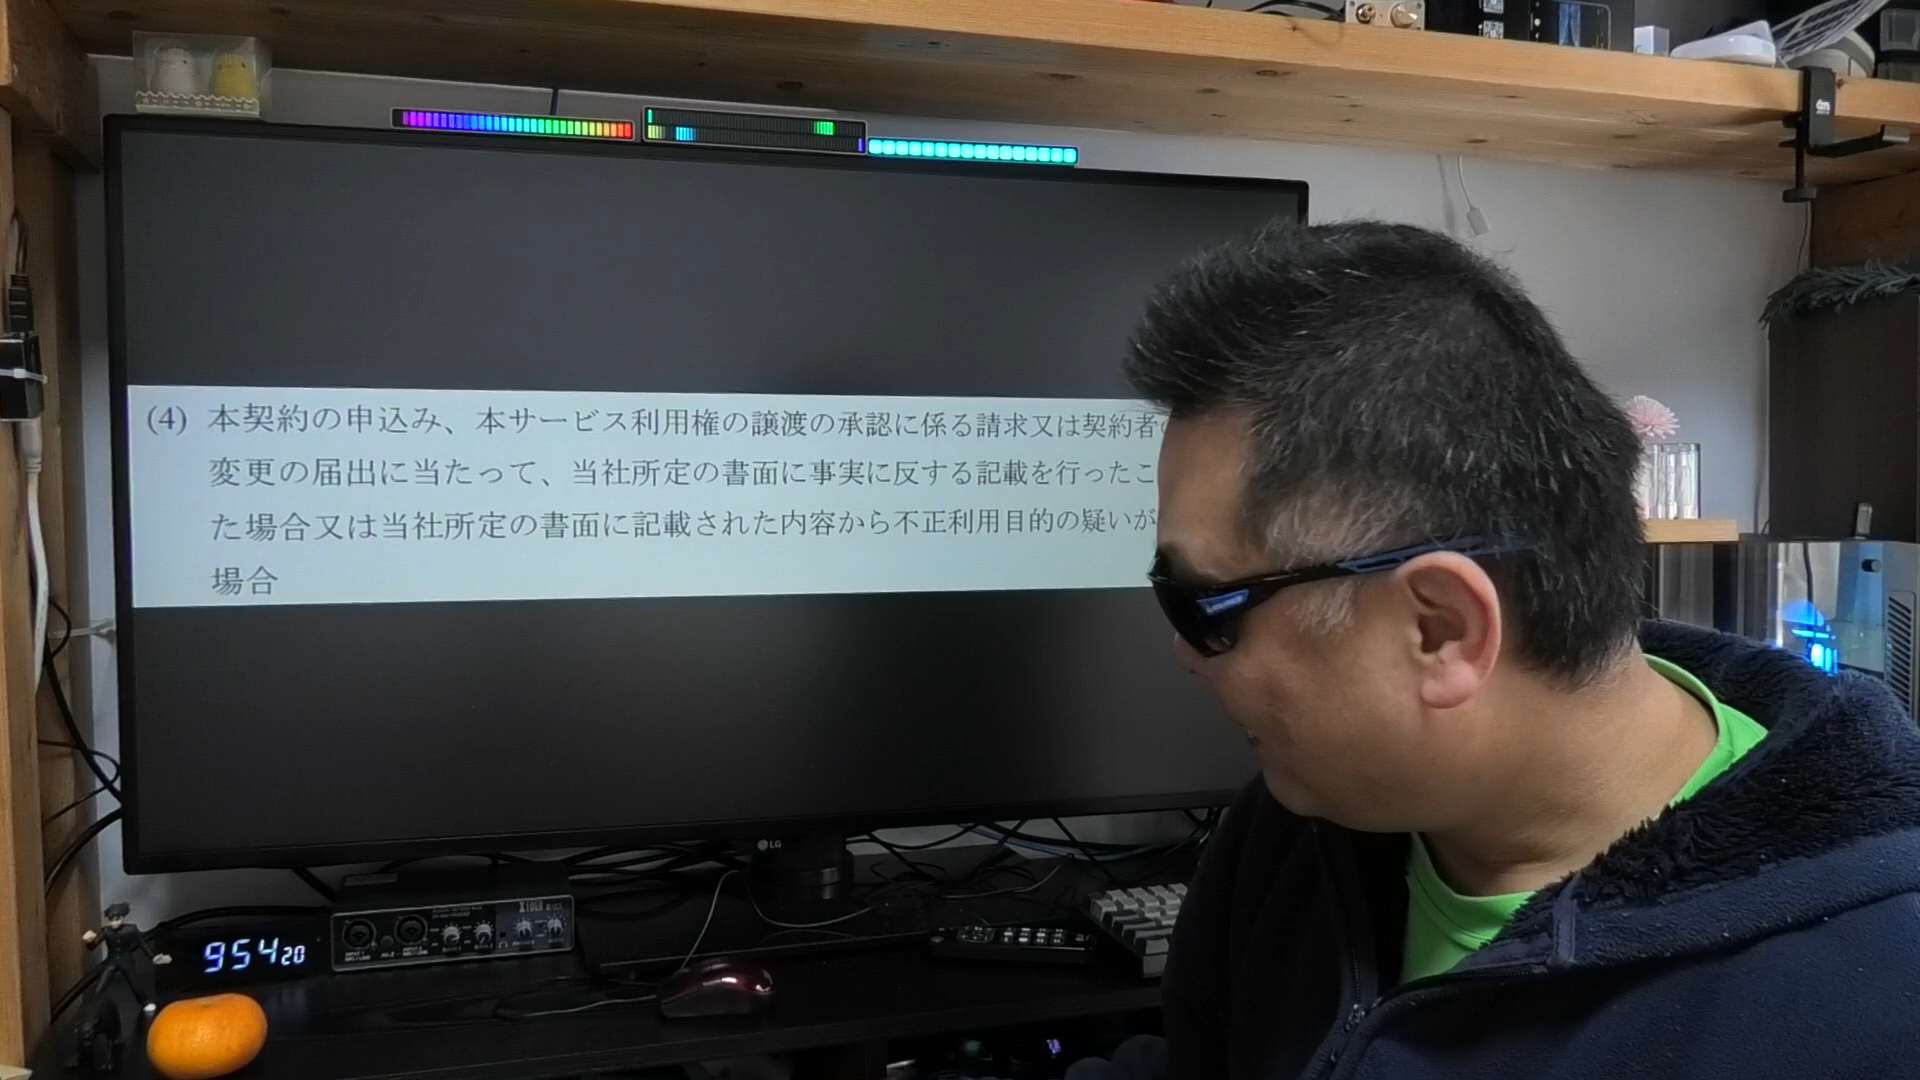 (4) 本契約の申込み、本サービス利用権の譲渡の承認に係る請求又は契約者
変更の届出に当たって、当社所定の書面に事実に反する記載を行ったこ
た場合又は当社所定の書面に記載された内容から不正利用目的の疑いが
場合
LG
954 20